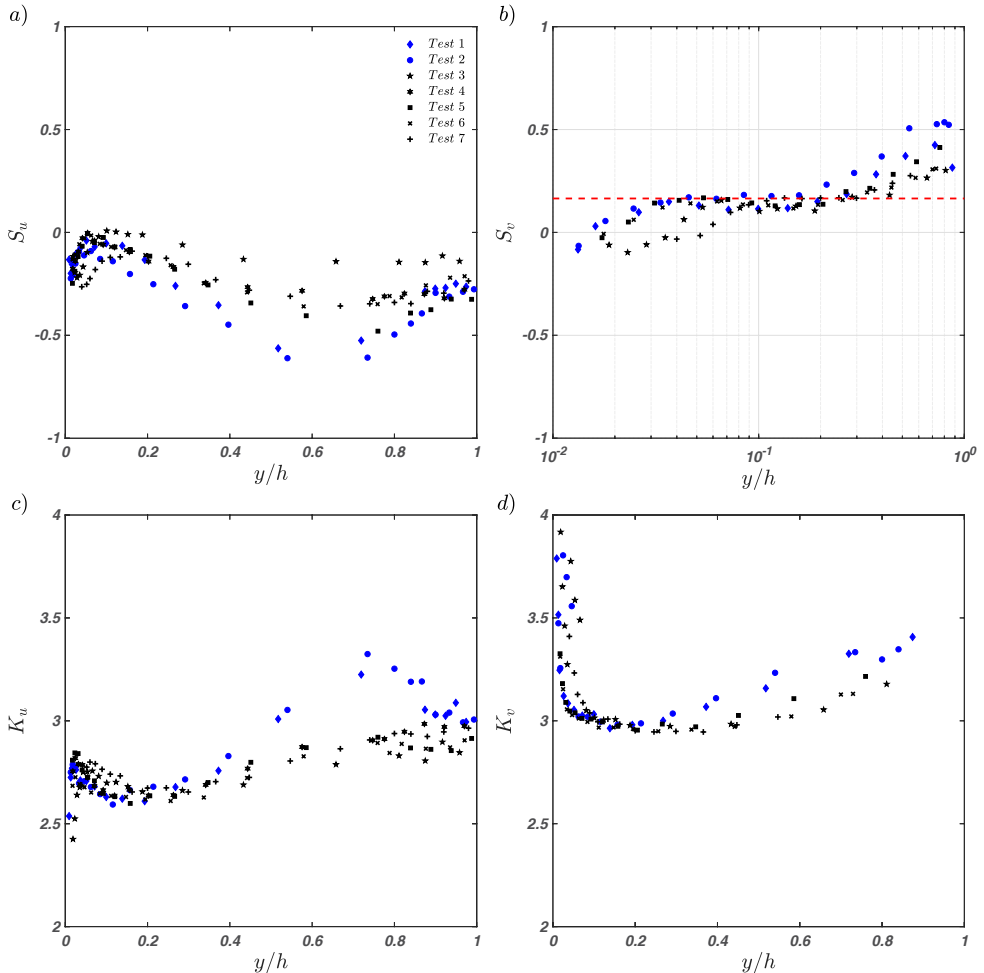 a)
1
0.5
0
-0.5
-1
S_u
0 0.2 0.4 0.6 0.8 1
y/h
Test 1
Test 2
Test 3
Test 4
Test 5
Test 6
Test 7
b)
1
0.5
0
-0.5
-1
S_v
10^-2 10^-1 10^0
y/h
c)
4
3.5
3
2.5
2
K_u
0 0.2 0.4 0.6 0.8 1
y/h
d)
4
3.5
3
2.5
2
K_v
0 0.2 0.4 0.6 0.8 1
y/h